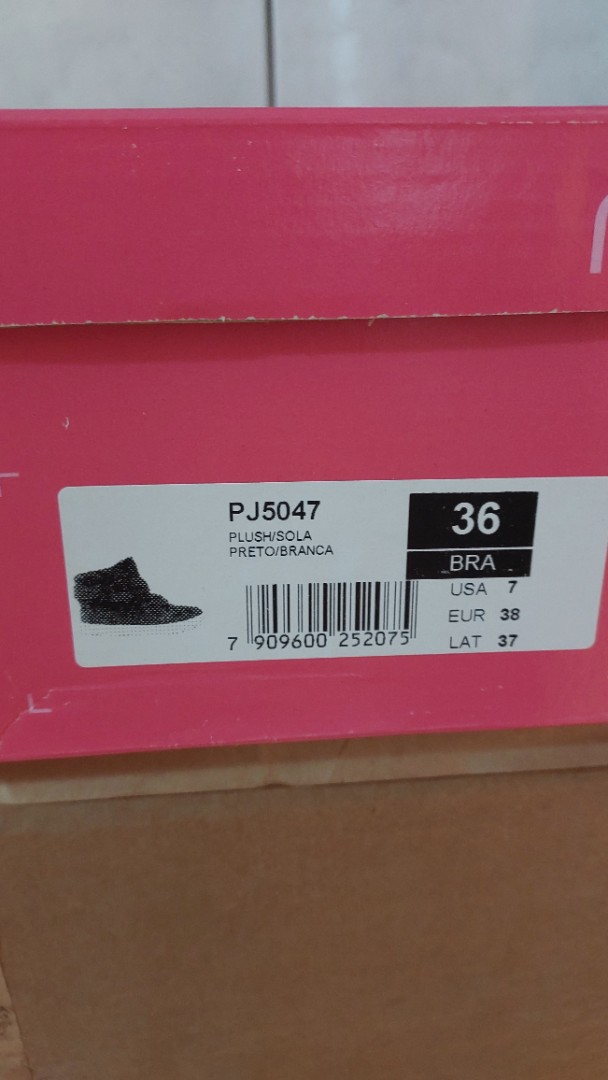 PJ5047
PLUSH/SOLA
PRETO/BRANCA
36
BRA
USA 7
EUR 38
LAT 37
7 909600 252075